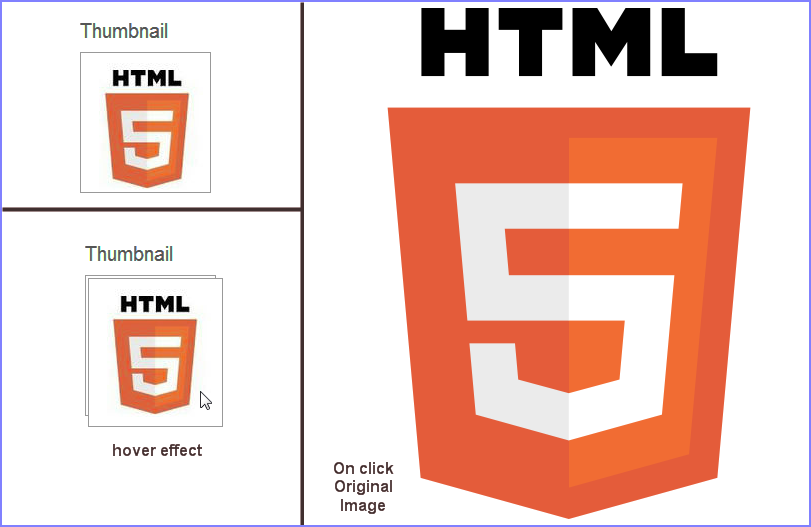 Thumbnail
HTML
5
Thumbnail
HTML
5
hover effect
HTML
5
On click
Original
Image